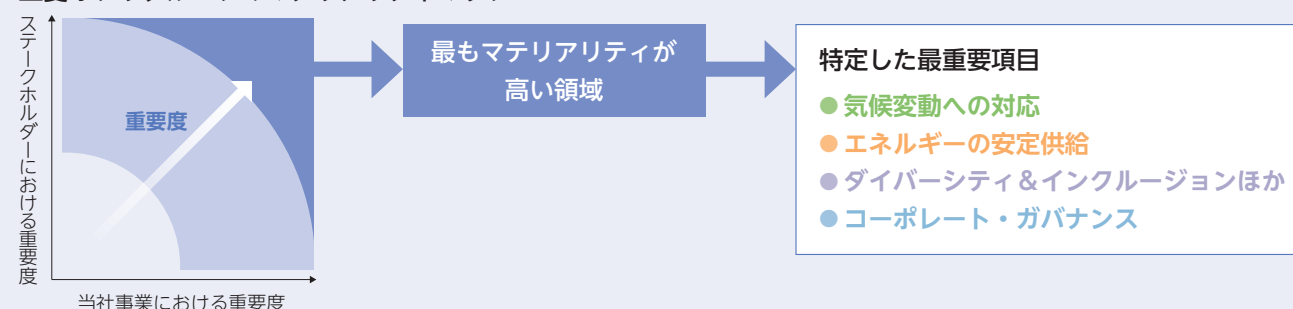 ステークホルダーにおける重要度
重要度
当社事業における重要度
最もマテリアリティが
高い領域
特定した最重要項目
● 気候変動への対応
● エネルギーの安定供給
● ダイバーシティ＆インクルージョンほか
● コーポレート・ガバナンス